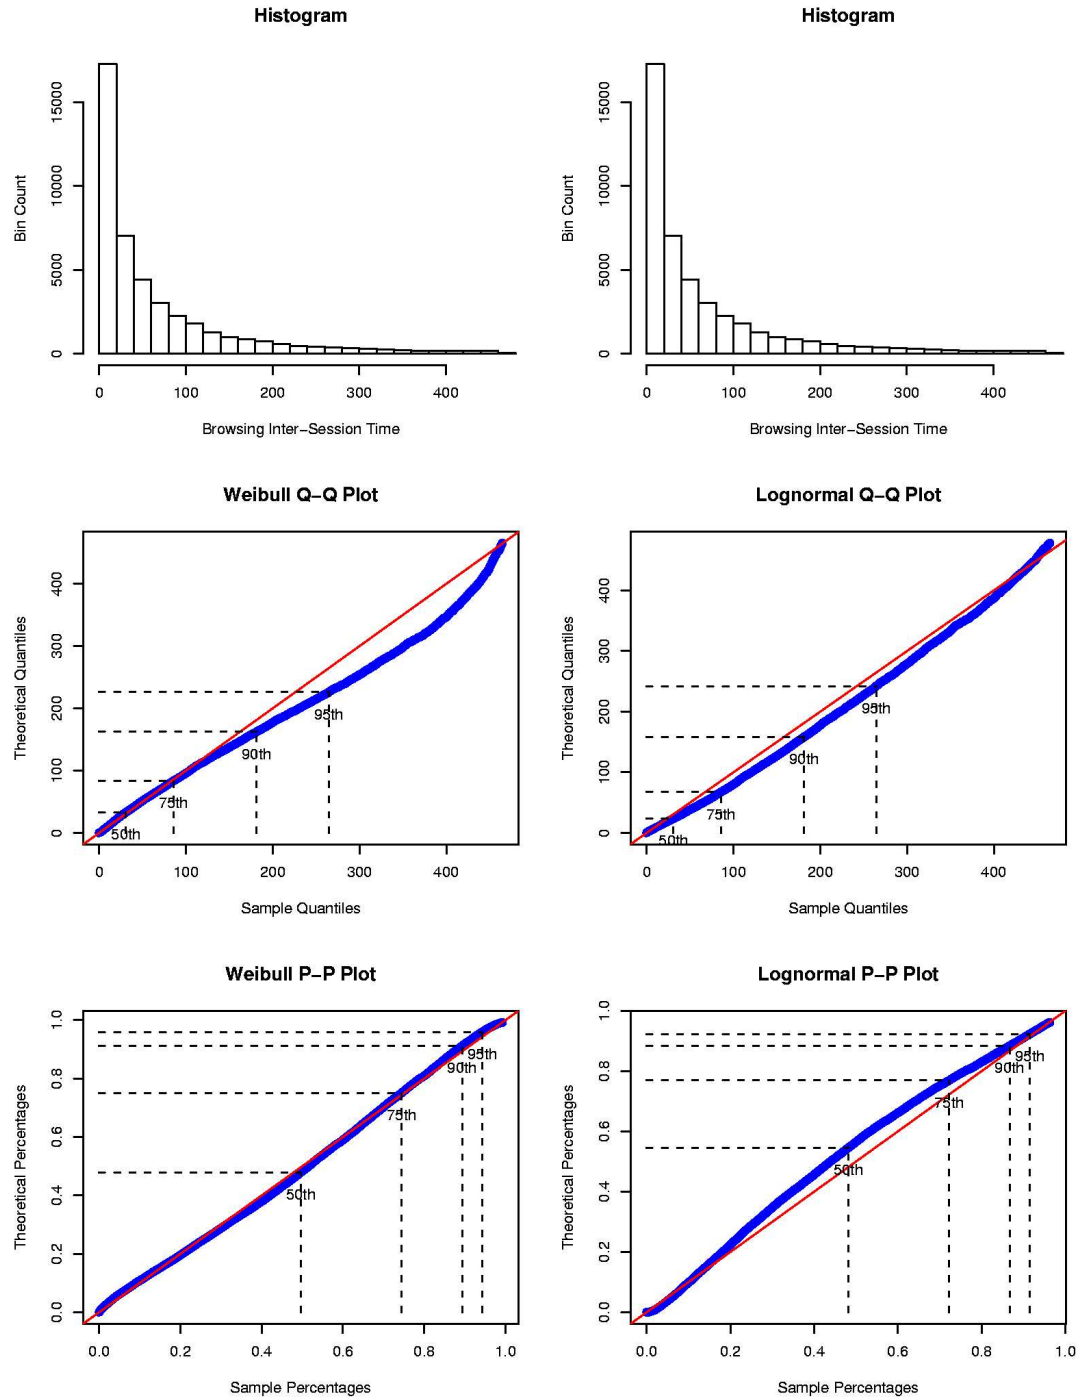 Histogram
Bin Count
0 5000 10000 15000
0 100 200 300 400
Browsing Inter-Session Time
Histogram
Bin Count
0 5000 10000 15000
0 100 200 300 400
Browsing Inter-Session Time
Weibull Q-Q Plot
Theoretical Quantiles
0 100 200 300 400
50th
75th
90th
95th
0 100 200 300 400
Sample Quantiles
Lognormal Q-Q Plot
Theoretical Quantiles
0 100 200 300 400
50th
75th
90th
95th
0 100 200 300 400
Sample Quantiles
Weibull P-P Plot
Theoretical Percentages
0.0 0.2 0.4 0.6 0.8 1.0
50th
75th
90th
95th
0.0 0.2 0.4 0.6 0.8 1.0
Sample Percentages
Lognormal P-P Plot
Theoretical Percentages
0.0 0.2 0.4 0.6 0.8 1.0
50th
75th
90th
95th
0.0 0.2 0.4 0.6 0.8 1.0
Sample Percentages